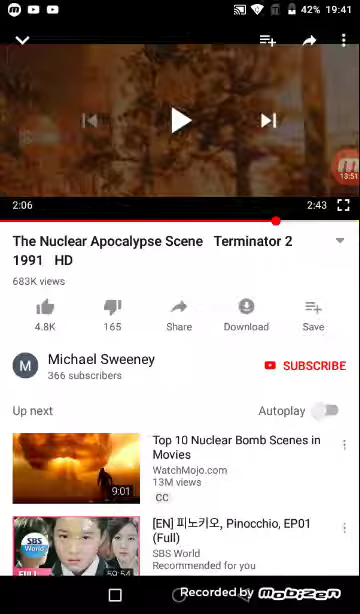 42% 19:41
13:51
2:06 2:43
The Nuclear Apocalypse Scene Terminator 2
1991 HD
683K views
4.8K 165 Share Download Save
M Michael Sweeney
366 subscribers
SUBSCRIBE
Up next Autoplay
Top 10 Nuclear Bomb Scenes in
Movies
WatchMojo.com
13M views
CC
9:01
[EN] 피노키오, Pinocchio, EP01
(Full)
SBS World
Recommended for you
SBS
World
FULL
59:54
Recorded by Mobizen